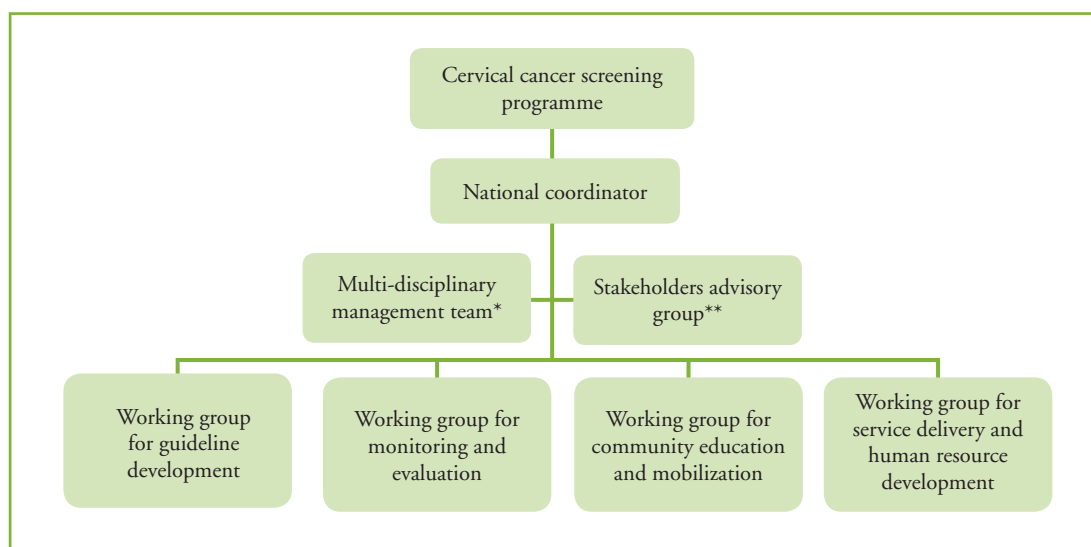 Cervical cancer screening
programme
National coordinator
Multi-disciplinary
management team*
Stakeholders advisory
group**
Working group
for guideline
development
Working group for
monitoring and
evaluation
Working group for
community education
and mobilization
Working group for
service delivery and
human resource
development